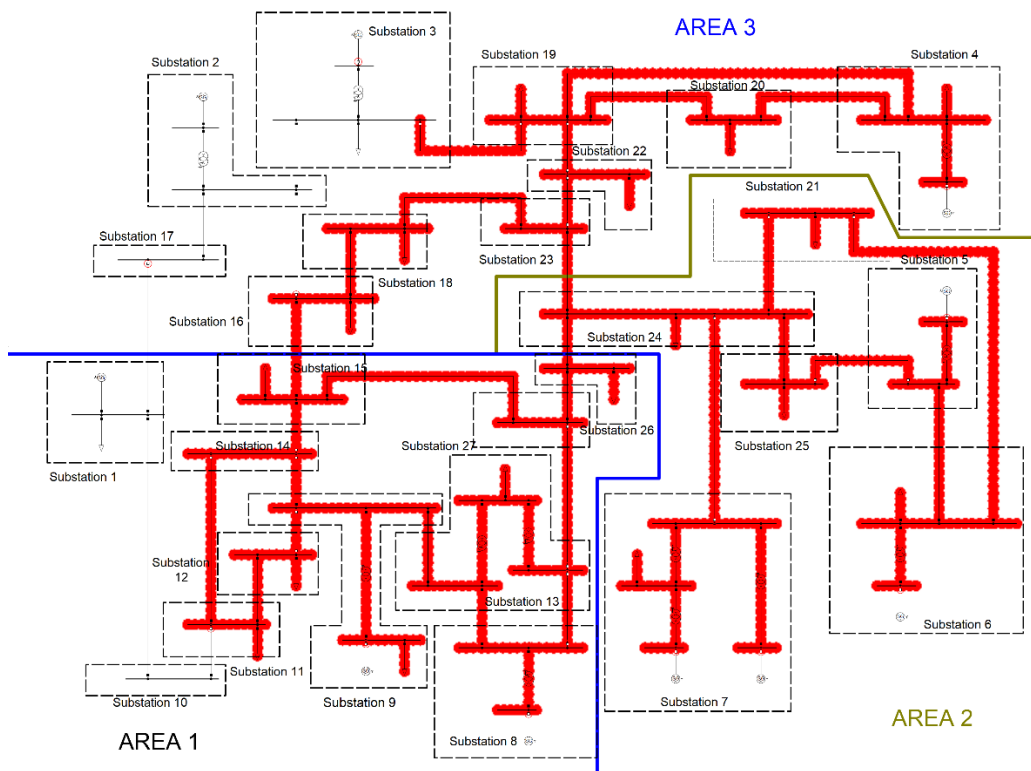 AREA 3
Substation 3
Substation 19
Substation 4
Substation 2
Substation 20
Substation 22
Substation 21
Substation 17
Substation 23
Substation 5
Substation 18
Substation 16
Substation 24
Substation 15
Substation 26
Substation 14
Substation 27
Substation 25
Substation 1
Substation
12
Substation 13
Substation 6
Substation 11
Substation 10
Substation 9
Substation 7
Substation 8
AREA 1
AREA 2